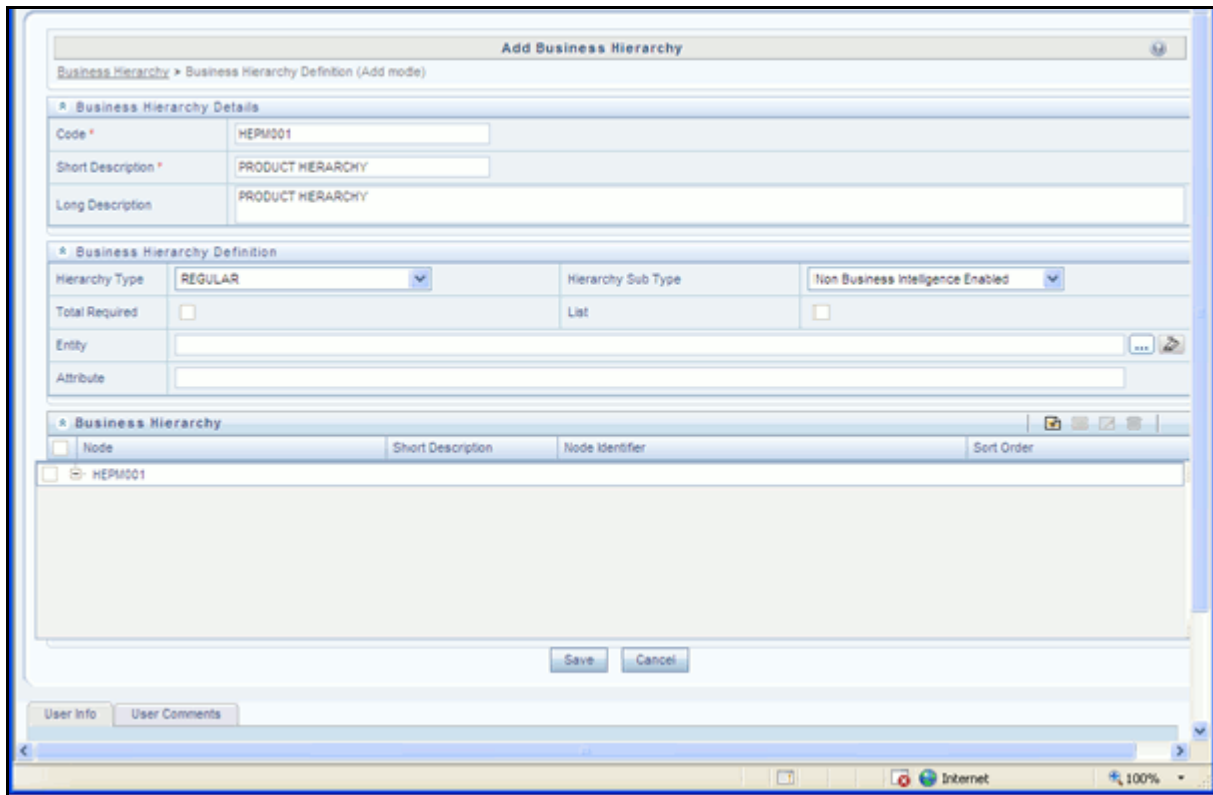 Add Business Hierarchy
Business Hierarchy > Business Hierarchy Definition (Add mode)
Business Hierarchy Details
Code *
HEPM001
Short Description *
PRODUCT HIERARCHY
Long Description
PRODUCT HIERARCHY
Business Hierarchy Definition
Hierarchy Type
REGULAR
Hierarchy Sub Type
Non Business Intelligence Enabled
Total Required
List
Entity
...
Attribute
Business Hierarchy
Node
Short Description
Node Identifier
Sort Order
HEPM001
Save
Cancel
User Info
User Comments
Internet
100%